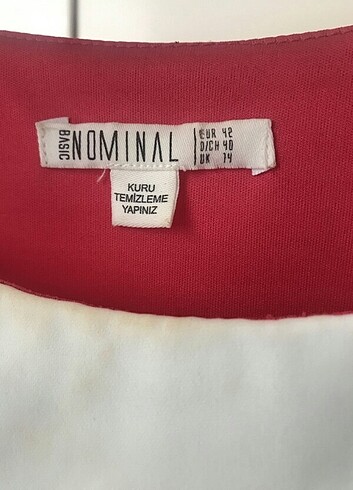 BASIC
NOMINAL
EUR 42
D/CH 40
UK 14
KURU
TEMİZLEME
YAPINIZ